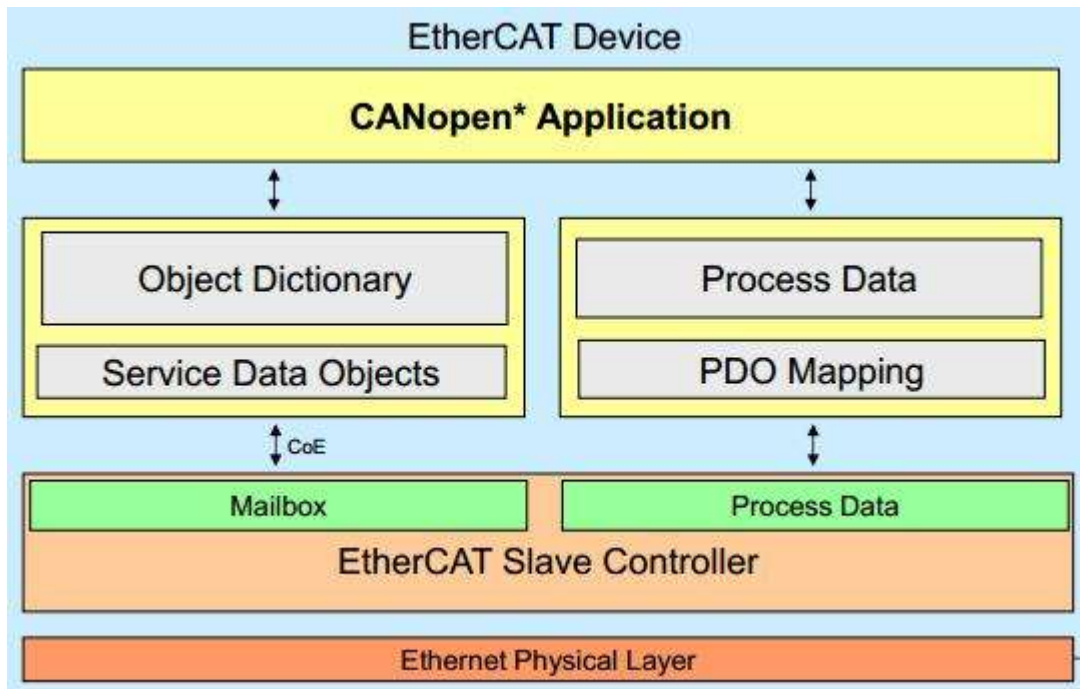 EtherCAT Device
CANopen* Application
Object Dictionary
Service Data Objects
Process Data
PDO Mapping
CoE
Mailbox
Process Data
EtherCAT Slave Controller
Ethernet Physical Layer